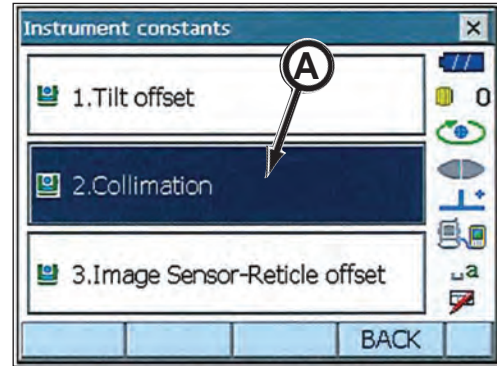 Instrument constants
A
1.Tilt offset
0
2.Collimation
3.Image Sensor-Reticle offset
a
BACK